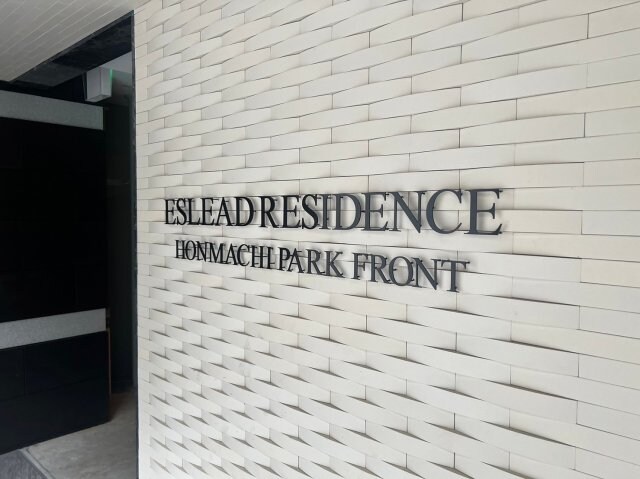 ESLEAD RESIDENCE
HONMACHI PARK FRONT